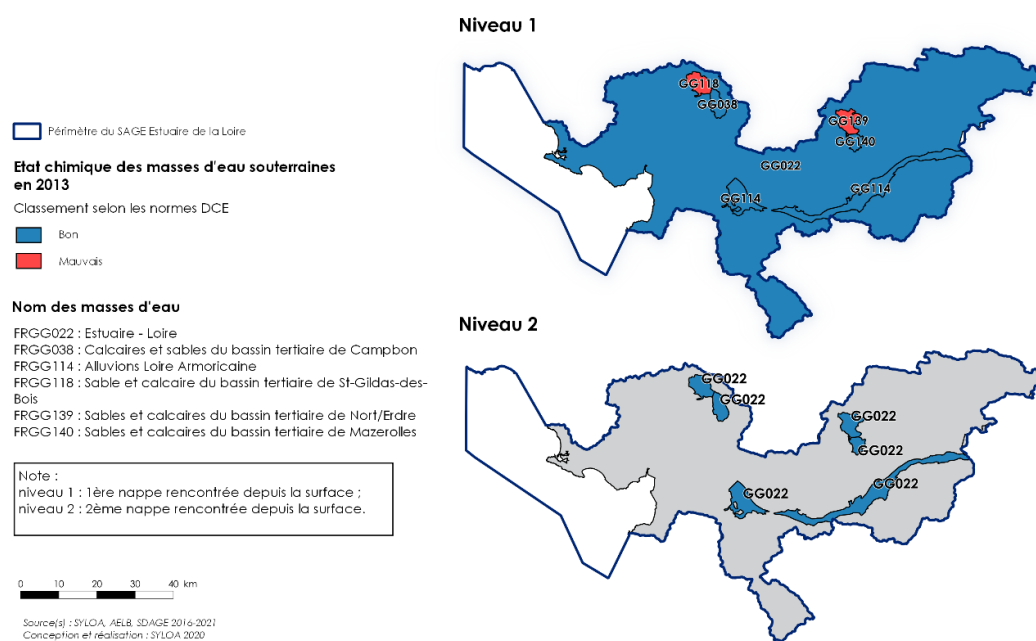 Niveau 1
GG118
GG038
GG139
GG140
GG022
GG114
GG114
Périmètre du SAGE Estuaire de la Loire
Etat chimique des masses d'eau souterraines
en 2013
Classement selon les normes DCE
Bon
Mauvais
Nom des masses d'eau
FRGG022 : Estuaire - Loire
FRGG038 : Calcaires et sables du bassin tertiaire de Campbon
FRGG114 : Alluvions Loire Armoricaine
FRGG118 : Sable et calcaire du bassin tertiaire de St-Gildas-des-
Bois
FRGG139 : Sables et calcaires du bassin tertiaire de Nort/Erdre
FRGG140 : Sables et calcaires du bassin tertiaire de Mazerolles
Note :
niveau 1 : 1ère nappe rencontrée depuis la surface ;
niveau 2 : 2ème nappe rencontrée depuis la surface.
0 10 20 30 40 km
Source(s) : SYLOA, AELB, SDAGE 2016-2021
Conception et réalisation : SYLOA 2020
Niveau 2
GG022
GG022
GG022
GG022
GG022
GG022